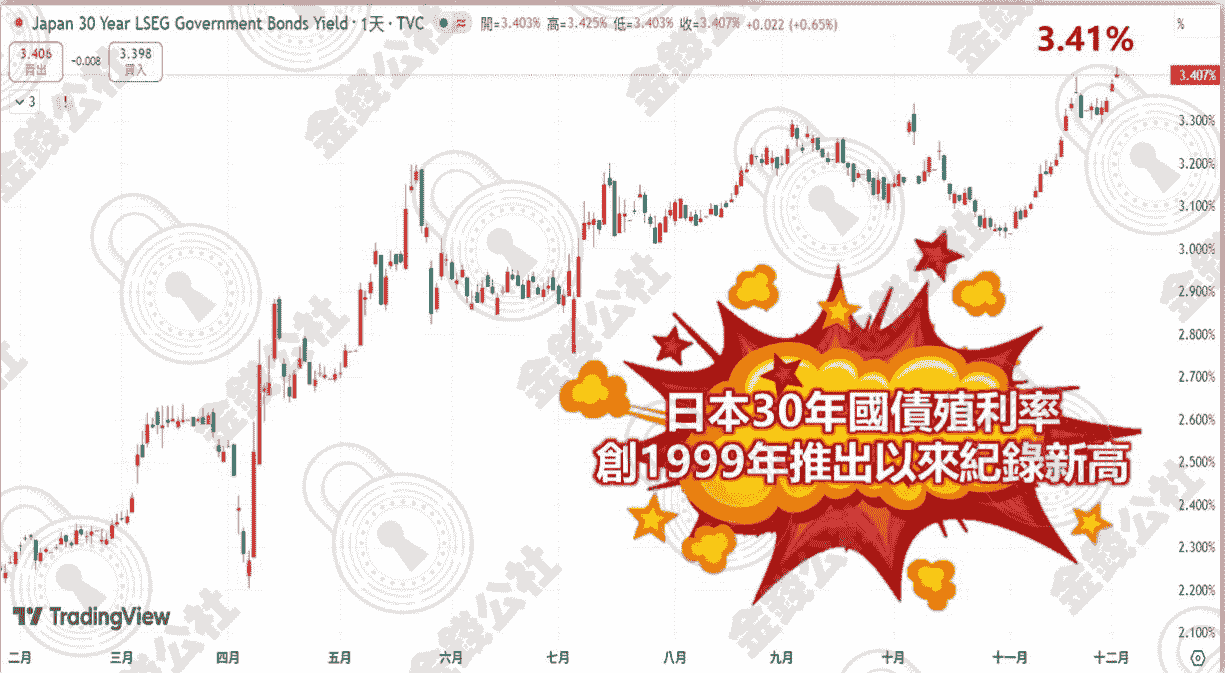 Japan 30 Year LSEG Government Bonds Yield · 1天 · TVC
開=3.403% 高=3.425% 低=3.403% 收=3.407% +0.022 (+0.65%)
%
3.41%
3.406
賣出
-0.008
3.398
買入
3
!
3.407%
3.300%
3.200%
3.100%
3.000%
2.900%
2.800%
2.700%
2.600%
2.500%
2.400%
2.300%
2.200%
2.100%
日本30年國債殖利率
創1999年推出以來紀錄新高
TradingView
二月 三月 四月 五月 六月 七月 八月 九月 十月 十一月 十二月